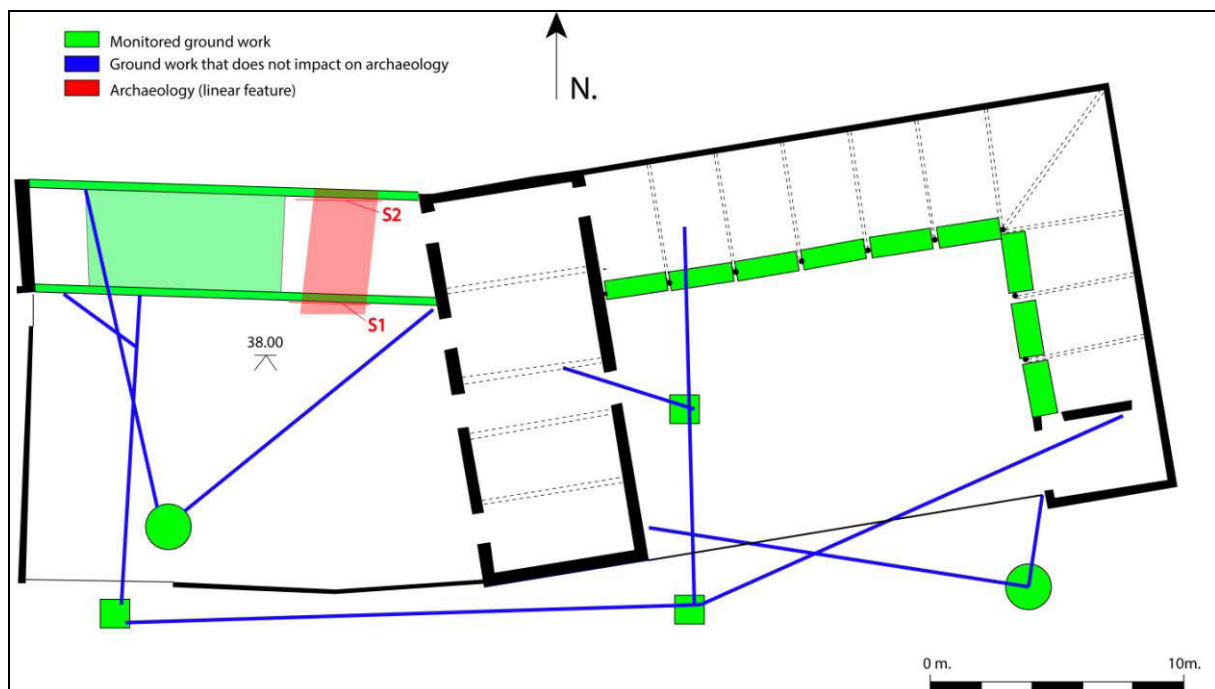 Monitored ground work
Ground work that does not impact on archaeology
Archaeology (linear feature)
N.
S2
S1
38.00
0 m.
10m.